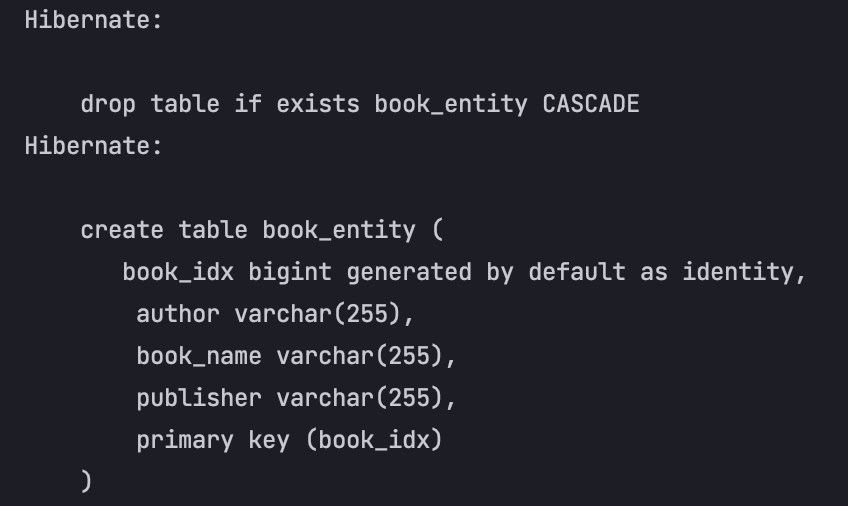 Hibernate:
drop table if exists book_entity CASCADE
Hibernate:
create table book_entity (
book_idx bigint generated by default as identity,
author varchar(255),
book_name varchar(255),
publisher varchar(255),
primary key (book_idx)
)